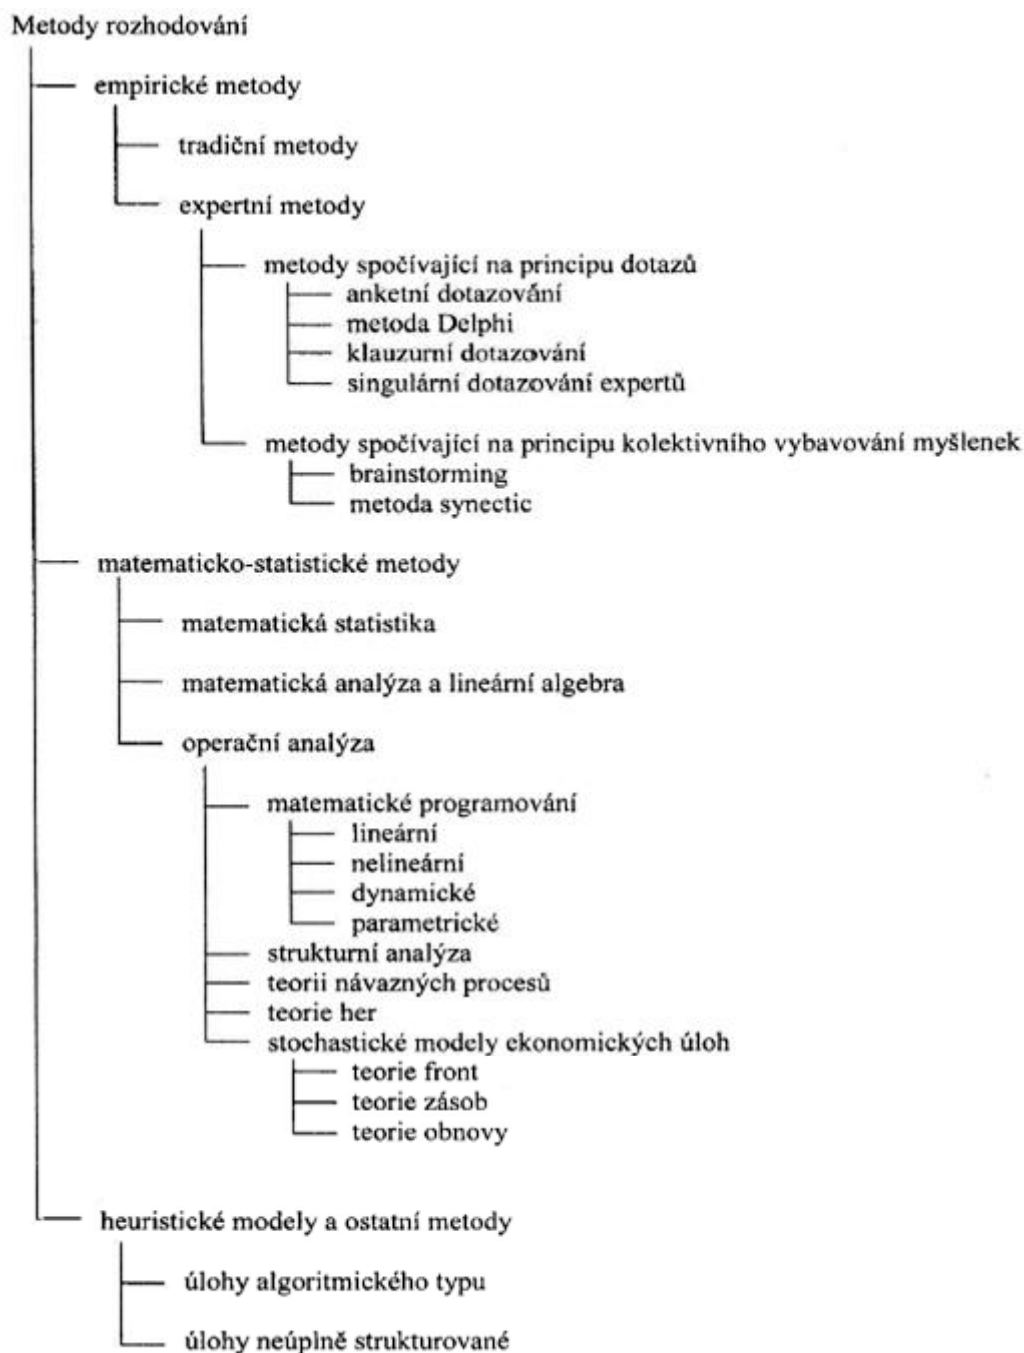 Metody rozhodování
empirické metody
tradiční metody
expertní metody
metody spočívající na principu dotazů
anketní dotazování
metoda Delphi
klauzurní dotazování
singulární dotazování expertů
metody spočívající na principu kolektivního vybavování myšlenek
brainstorming
metoda synectic
matematicko-statistické metody
matematická statistika
matematická analýza a lineární algebra
operační analýza
matematické programování
lineární
nelineární
dynamické
parametrické
strukturní analýza
teorii návazných procesů
teorie her
stochastické modely ekonomických úloh
teorie front
teorie zásob
teorie obnovy
heuristické modely a ostatní metody
úlohy algoritmického typu
úlohy neúplně strukturované